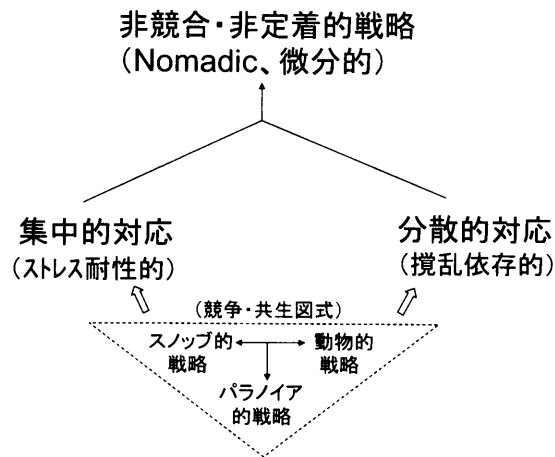 非競合・非定着的戦略
（Nomadic、微分的）
集中的対応
（ストレス耐性的）
分散的対応
（撹乱依存的）
（競争・共生図式）
スノッブ的
戦略
動物的
戦略
パラノイア
的戦略